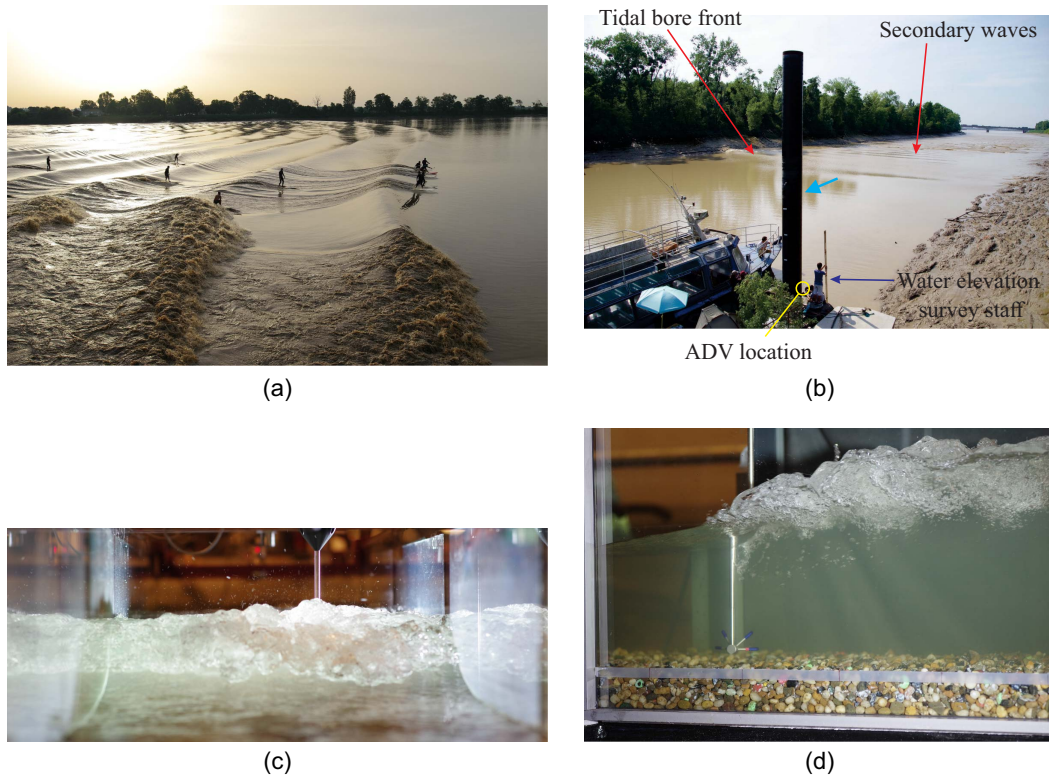 Tidal bore front
Secondary waves
Water elevation
survey staff
ADV location
(a)
(b)
(c)
(d)